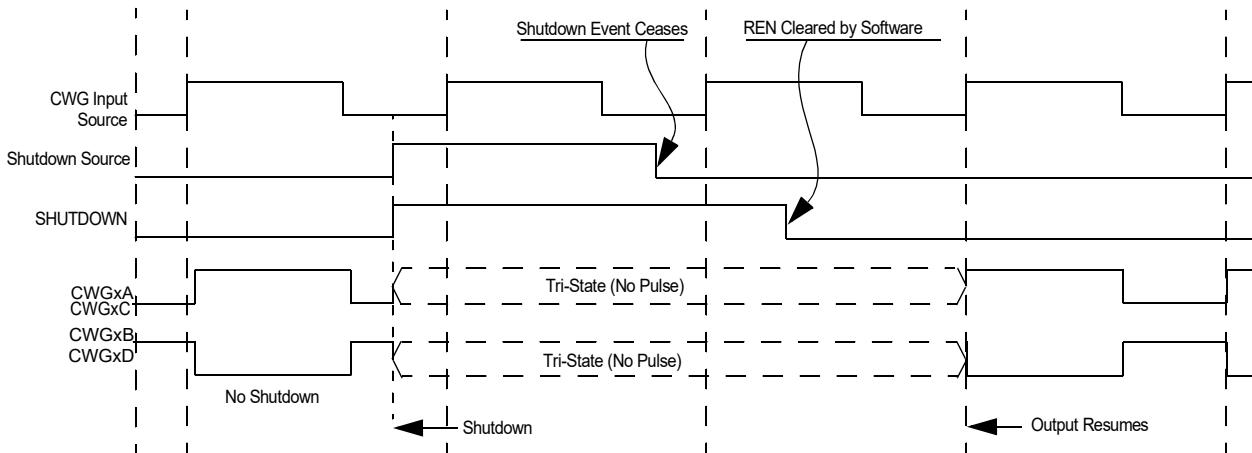 Shutdown Event Ceases
REN Cleared by Software
CWG Input
Source
Shutdown Source
SHUTDOWN
CWGxA
CWGxC
Tri-State (No Pulse)
CWGxB
CWGxD
Tri-State (No Pulse)
No Shutdown
Shutdown
Output Resumes